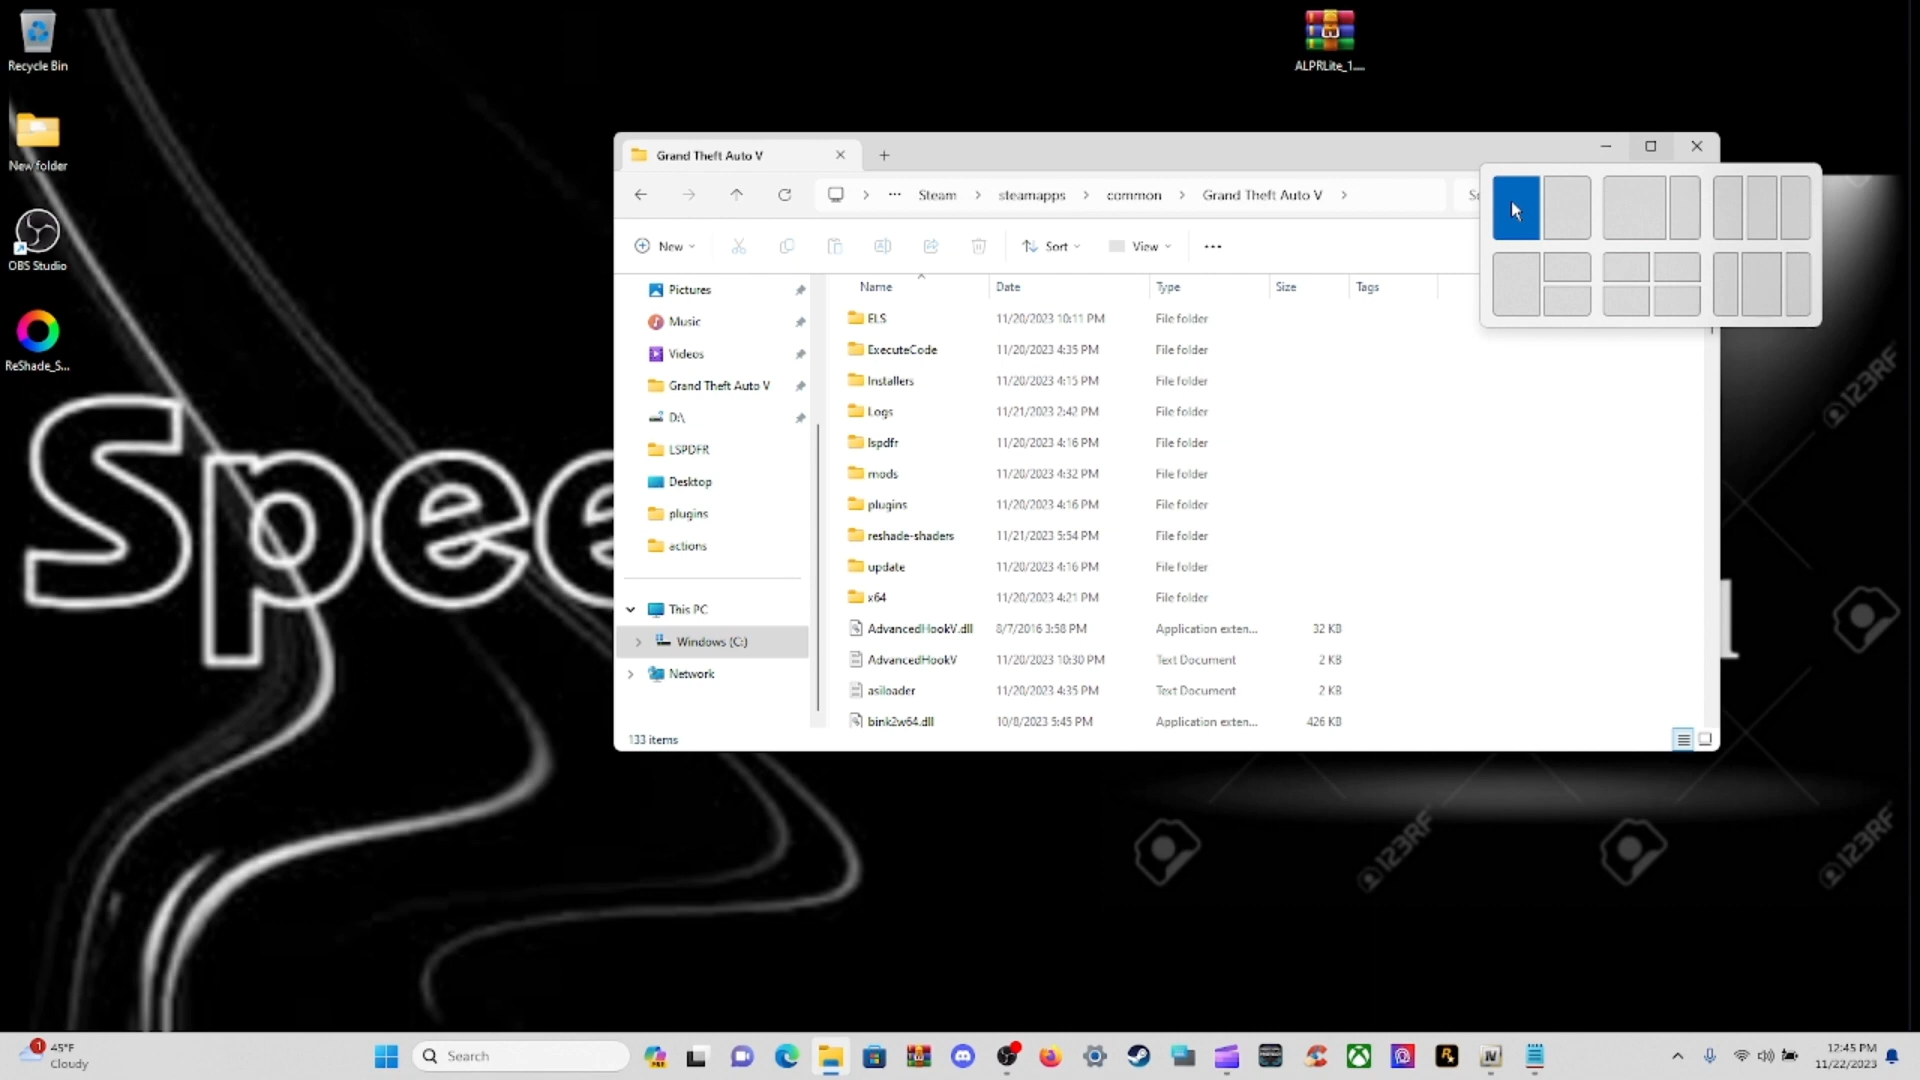 Recycle Bin
New folder
OBS Studio
ReShade_S...
ALPRLite_1....
Spee
Grand Theft Auto V
Steam
steamapps
common
Grand Theft Auto V
New
Sort
View
Pictures
Music
Videos
Grand Theft Auto V
D:\
LSPDFR
Desktop
plugins
actions
This PC
Windows (C:)
Network
Name Date Type Size Tags
ELS 11/20/2023 10:11 PM File folder
ExecuteCode 11/20/2023 4:35 PM File folder
Installers 11/20/2023 4:15 PM File folder
Logs 11/21/2023 2:42 PM File folder
lspdfr 11/20/2023 4:16 PM File folder
mods 11/20/2023 4:32 PM File folder
plugins 11/20/2023 4:16 PM File folder
reshade-shaders 11/21/2023 5:54 PM File folder
update 11/20/2023 4:16 PM File folder
x64 11/20/2023 4:21 PM File folder
AdvancedHookV.dll 8/7/2016 3:58 PM Application exten... 32 KB
AdvancedHookV 11/20/2023 10:30 PM Text Document 2 KB
asiloader 11/20/2023 4:35 PM Text Document 2 KB
bink2w64.dll 10/8/2023 5:45 PM Application exten... 426 KB
133 items
©123RF
©123RF
©123RF
1
45°F
Cloudy
Search
12:45 PM
11/22/2023